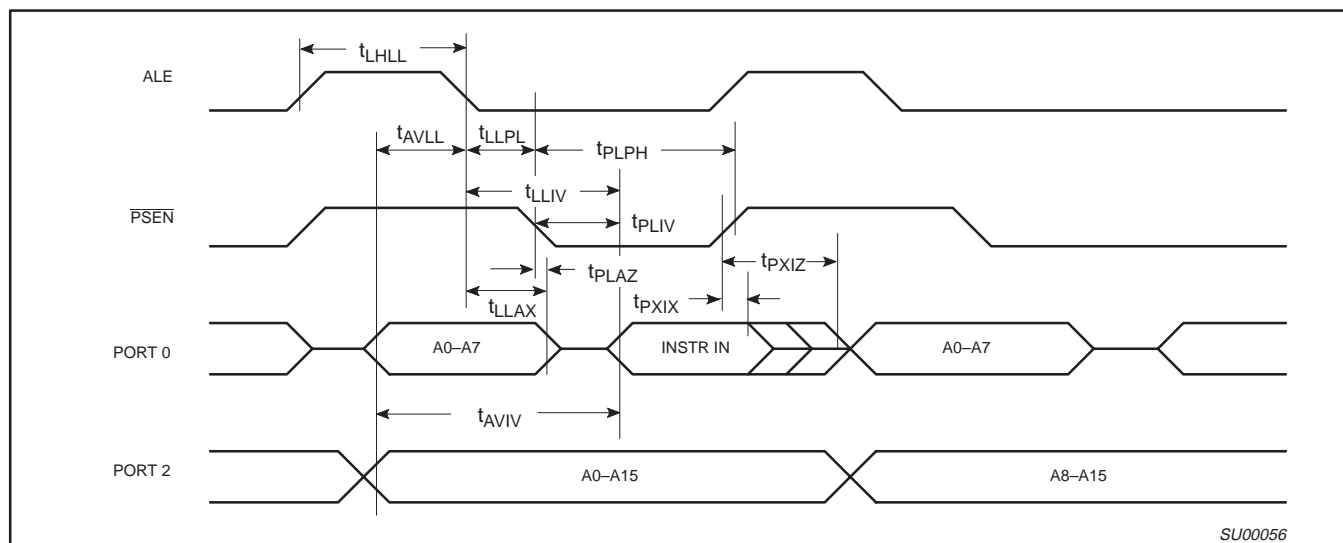 tLHLL
ALE
tAVLL tLLPL
tPLPH
tLLIV
PSEN
tPLIV
tPXIZ
tPLAZ
tLLAX
tPXIX
PORT 0 A0–A7 INSTR IN A0–A7
tAVIV
PORT 2 A0–A15 A8–A15
SU00056